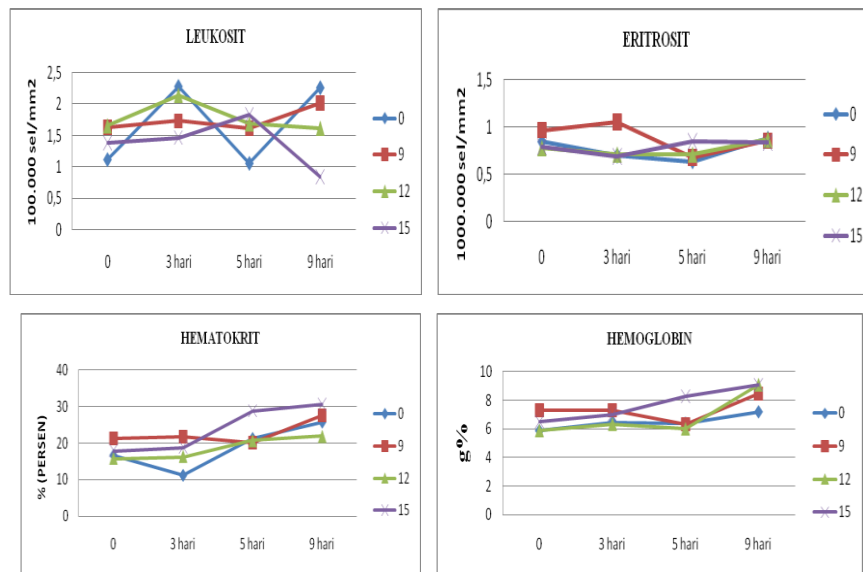 LEUKOSIT
100.000 sel/mm2
2,5
2
1,5
1
0,5
0
0
3 hari
5 hari
9 hari
0
9
12
15
ERITROSIT
1000.000 sel/mm2
1,5
1
0,5
0
0
3 hari
5 hari
9 hari
0
9
12
15
HEMATOKRIT
% (PERSEN)
40
30
20
10
0
0
3 hari
5 hari
9 hari
0
9
12
15
HEMOGLOBIN
g%
10
8
6
4
2
0
0
3 hari
5 hari
9 hari
0
9
12
15